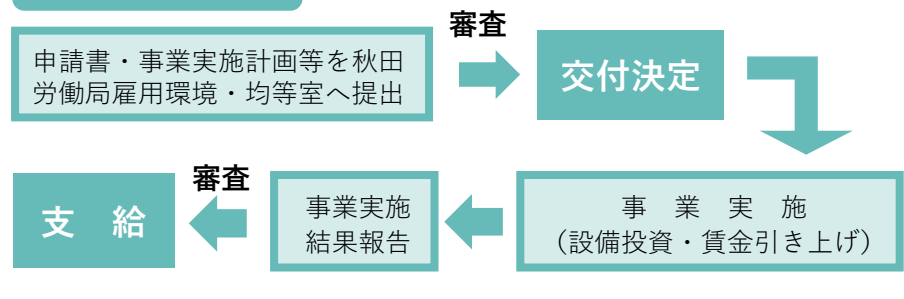 申請書・事業実施計画等を秋田
労働局雇用環境・均等室へ提出
審査
交付決定
事　業　実　施
（設備投資・賃金引き上げ）
事業実施
結果報告
審査
支　給